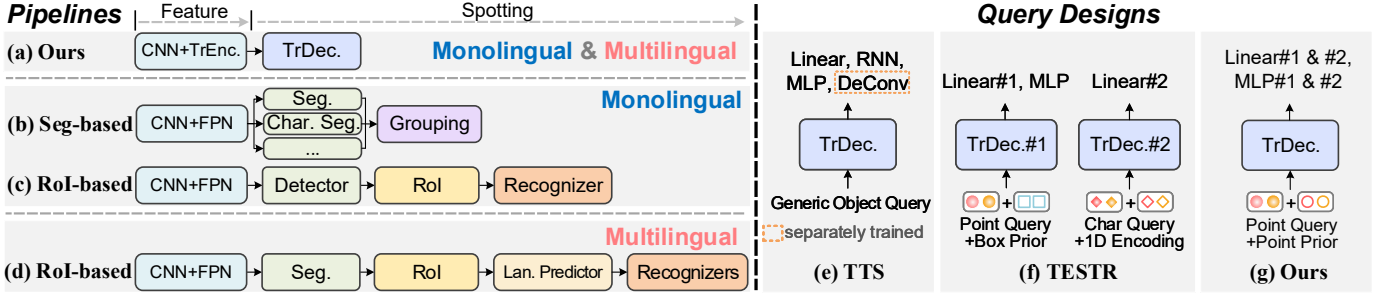 Pipelines
Feature
Spotting
(a) Ours
CNN+TrEnc.
TrDec.
Monolingual & Multilingual
Monolingual
(b) Seg-based
CNN+FPN
Seg.
Char. Seg.
...
Grouping
(c) RoI-based
CNN+FPN
Detector
RoI
Recognizer
Multilingual
(d) RoI-based
CNN+FPN
Seg.
RoI
Lan. Predictor
Recognizers
Query Designs
Linear, RNN,
MLP, DeConv
TrDec.
Generic Object Query
separately trained
(e) TTS
Linear#1, MLP
TrDec.#1
+
Point Query
+Box Prior
Linear#2
TrDec.#2
+
Char Query
+1D Encoding
(f) TESTR
Linear#1 & #2,
MLP#1 & #2
TrDec.
+
Point Query
+Point Prior
(g) Ours